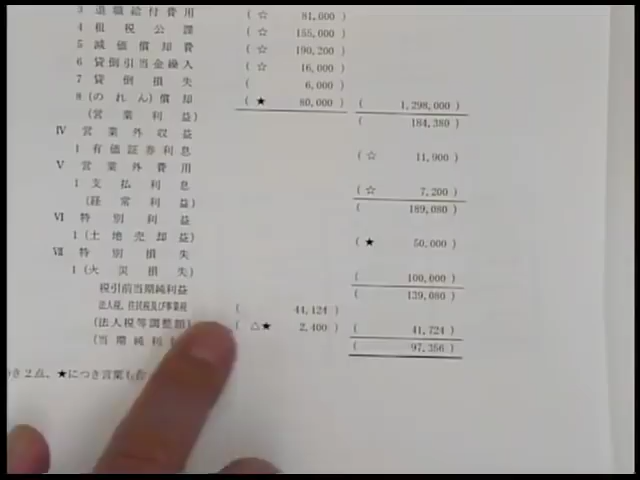 3 退職給付費用 ( ☆ 81,000 )
4 租税公課 ( ☆ 155,000 )
5 減価償却費 ( ☆ 190,200 )
6 貸倒引当金繰入 ( ☆ 16,000 )
7 貸倒損失 ( 6,000 )
8 (のれん)償却 ( ★ 80,000 ) ( 1,298,000 )
(営業利益) ( 184,380 )
Ⅳ 営業外収益
1 有価証券利息 ( ☆ 11,900 )
Ⅴ 営業外費用
1 支払利息 ( ☆ 7,200 )
(経常利益) ( 189,080 )
Ⅵ 特別利益
1 (土地売却益) ( ★ 50,000 )
Ⅶ 特別損失
1 (火災損失) ( 100,000 )
税引前当期純利益 ( 139,080 )
法人税、住民税及び事業税 ( 44,124 )
(法人税等調整額) ( △★ 2,400 ) ( 41,724 )
(当期純利 ( 97,356 )
き2点、★につき言葉も合